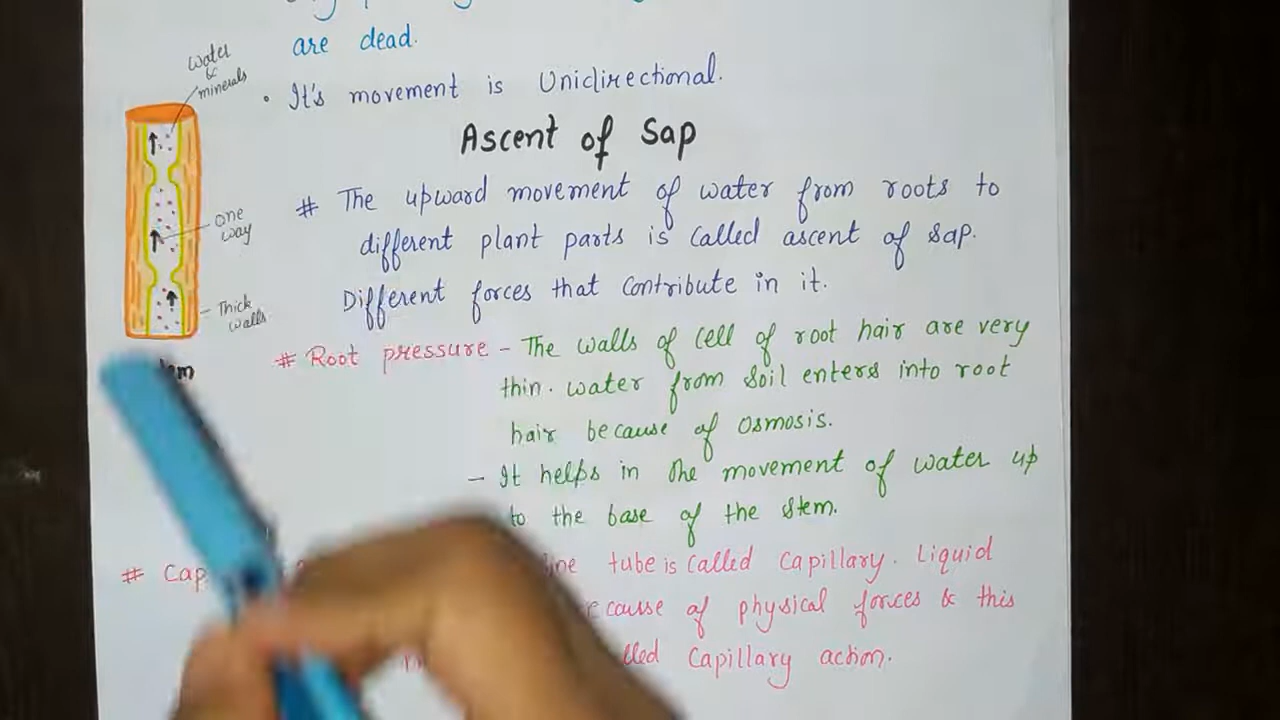 are dead.
water
&
minerals
• It's movement is Unidirectional.
Ascent of Sap
# The upward movement of water from roots to
different plant parts is called ascent of sap.
one
way
Different forces that contribute in it.
Thick
walls
# Root pressure - The walls of cell of root hair are very
thin. water from soil enters into root
hair because of osmosis.
- It helps in the movement of water up
to the base of the stem.
# tube is called Capillary. Liquid
of physical forces & this
Capillary action.